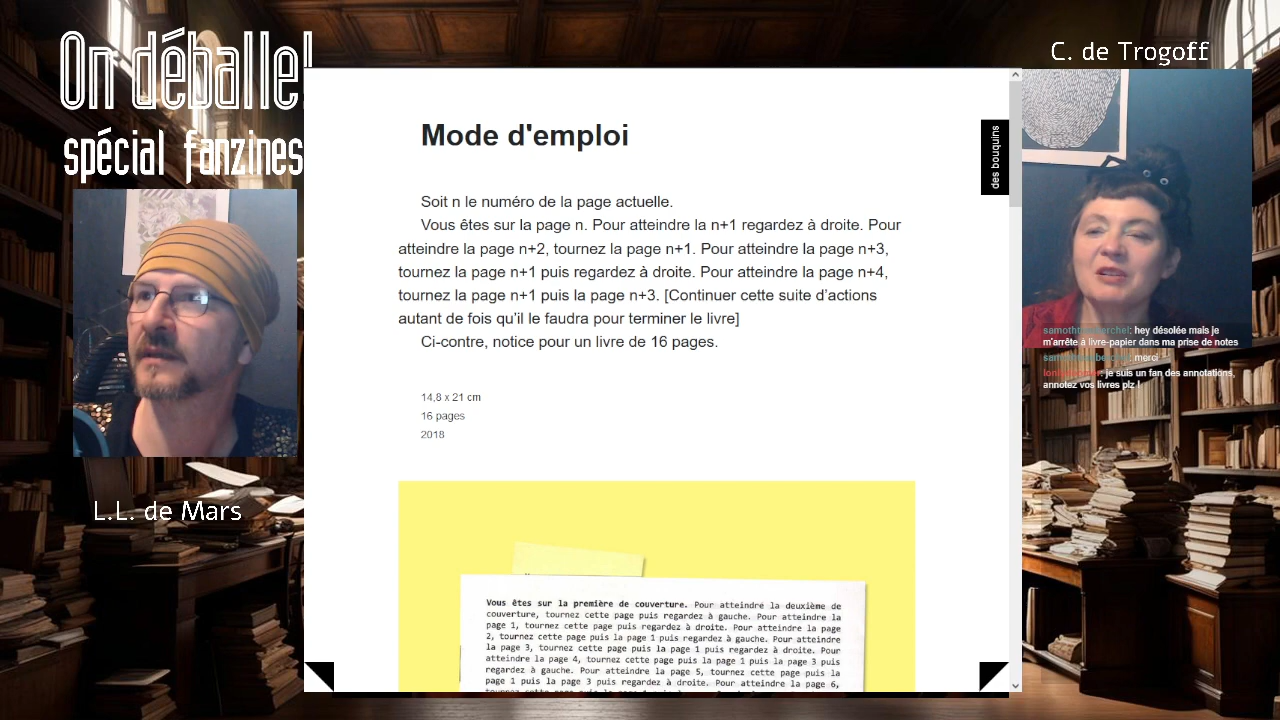 On déballe!
spécial fanzines
L.L. de Mars
Mode d'emploi
Soit n le numéro de la page actuelle.
Vous êtes sur la page n. Pour atteindre la n+1 regardez à droite. Pour
atteindre la page n+2, tournez la page n+1. Pour atteindre la page n+3,
tournez la page n+1 puis regardez à droite. Pour atteindre la page n+4,
tournez la page n+1 puis la page n+3. [Continuer cette suite d’actions
autant de fois qu’il le faudra pour terminer le livre]
Ci-contre, notice pour un livre de 16 pages.
14,8 x 21 cm
16 pages
2018
Vous êtes sur la première de couverture. Pour atteindre la deuxième de
couverture, tournez cette page puis regardez à gauche. Pour atteindre la
page 1, tournez cette page puis regardez à droite. Pour atteindre la page
2, tournez cette page puis la page 1 puis regardez à gauche. Pour atteindre
la page 3, tournez cette page puis la page 1 puis regardez à droite. Pour
atteindre la page 4, tournez cette page puis la page 1 puis la page 3 puis
regardez à gauche. Pour atteindre la page 5, tournez cette page puis la
page 1 puis la page 3 puis regardez à droite. Pour atteindre la page 6,
des bouquins
C. de Trogoff
: hey désolée mais je
m'arrête à livre-papier dans ma prise de notes
: merci
: je suis un fan des annotations,
annotez vos livres plz !